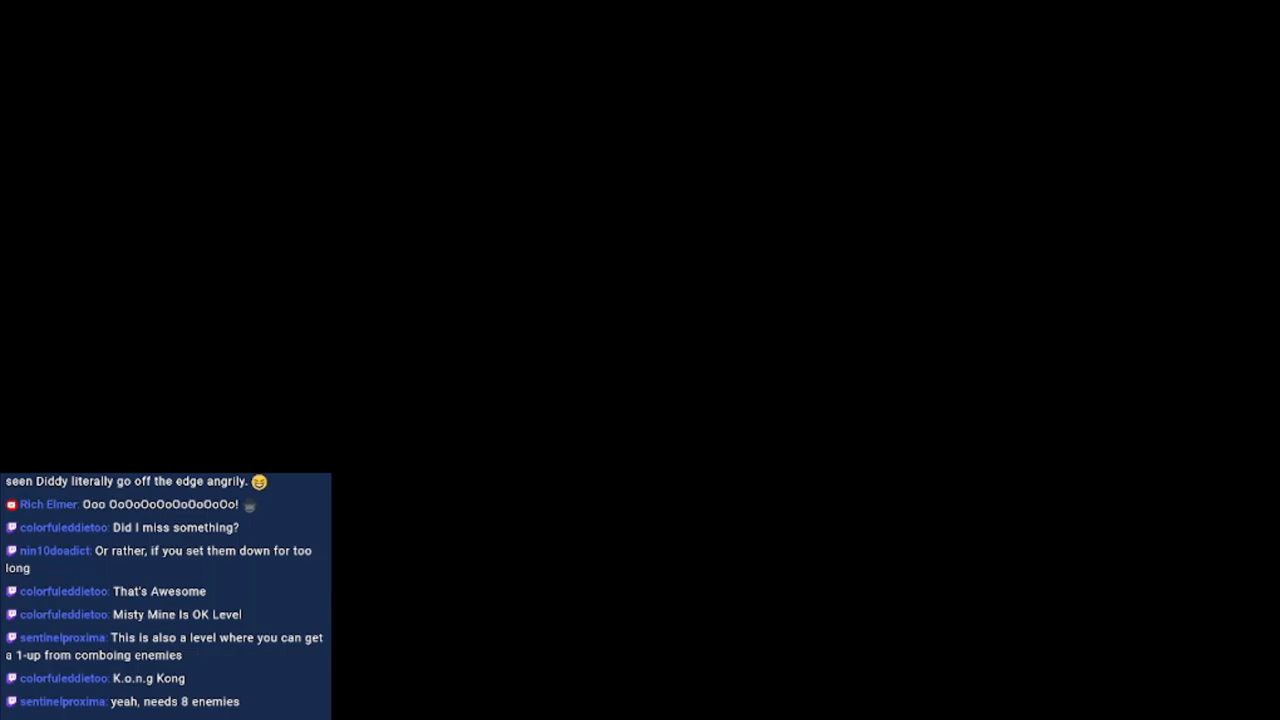 seen Diddy literally go off the edge angrily. 😆
Rich Elmer: Ooo OoOoOoOoOoOoOoOo!
colorfuleddietoo: Did I miss something?
nin10doadict: Or rather, if you set them down for too
long
colorfuleddietoo: That's Awesome
colorfuleddietoo: Misty Mine Is OK Level
sentinelproxima: This is also a level where you can get
a 1-up from comboing enemies
colorfuleddietoo: K.o.n.g Kong
sentinelproxima: yeah, needs 8 enemies